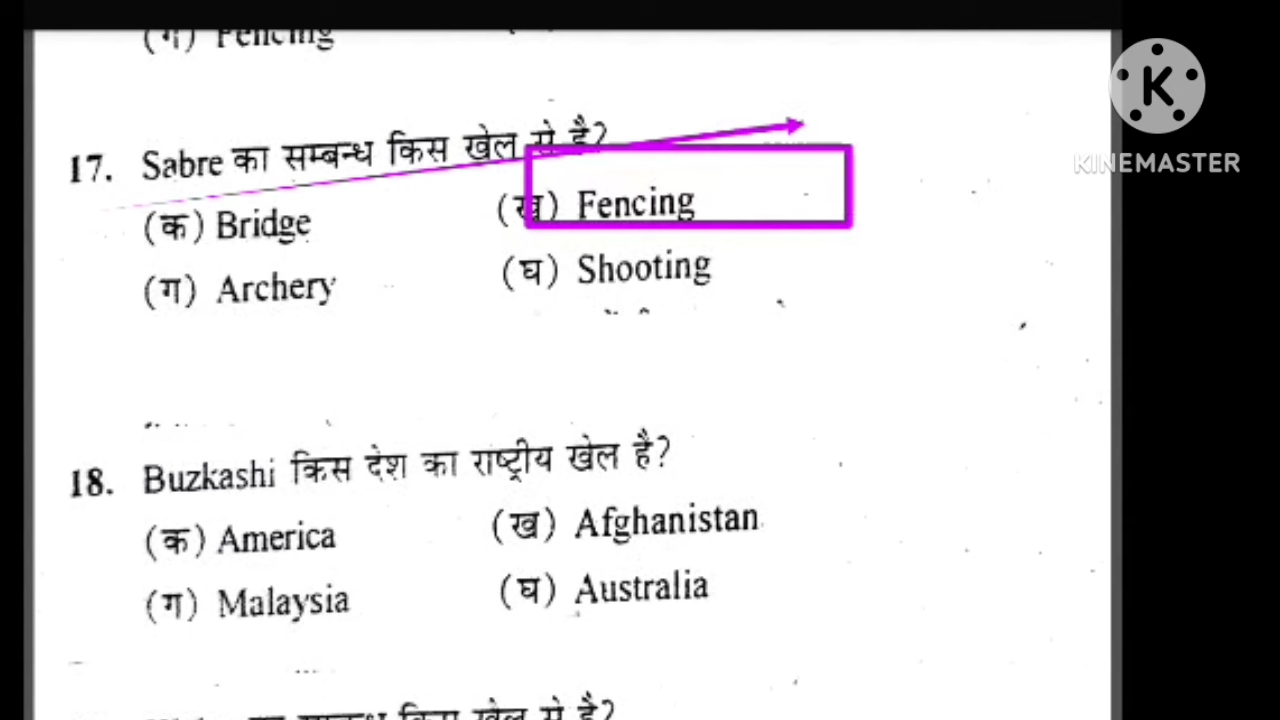 (ग) Fencing
17. Sabre का सम्बन्ध किस खेल से है?
(क) Bridge (ख) Fencing
(ग) Archery (घ) Shooting
18. Buzkashi किस देश का राष्ट्रीय खेल है?
(क) America (ख) Afghanistan
(ग) Malaysia (घ) Australia
का सम्बन्ध किस खेल से है?
K
KINEMASTER